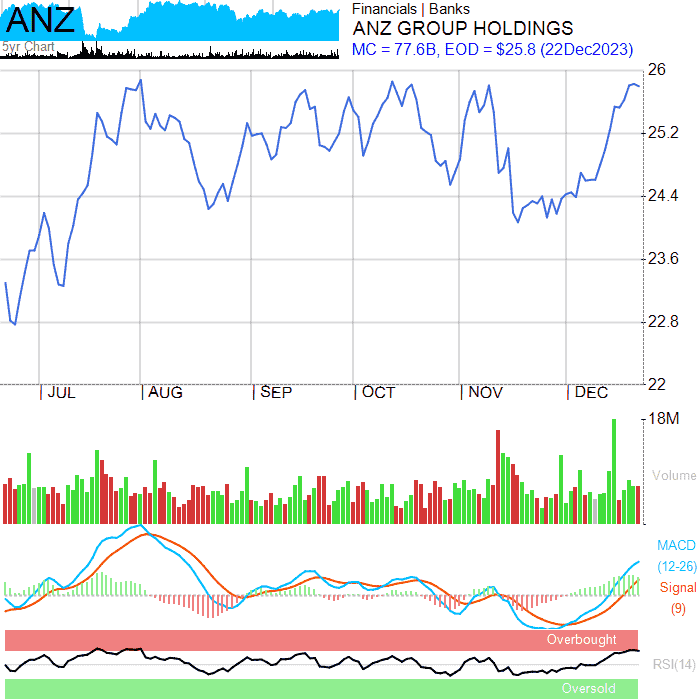 ANZ
5yr Chart
Financials | Banks
ANZ GROUP HOLDINGS
MC = 77.6B, EOD = $25.8 (22Dec2023)
26
25.2
24.4
23.6
22.8
22
JUL AUG SEP OCT NOV DEC
18M
Volume
MACD
(12-26)
Signal
(9)
Overbought
RSI(14)
Oversold